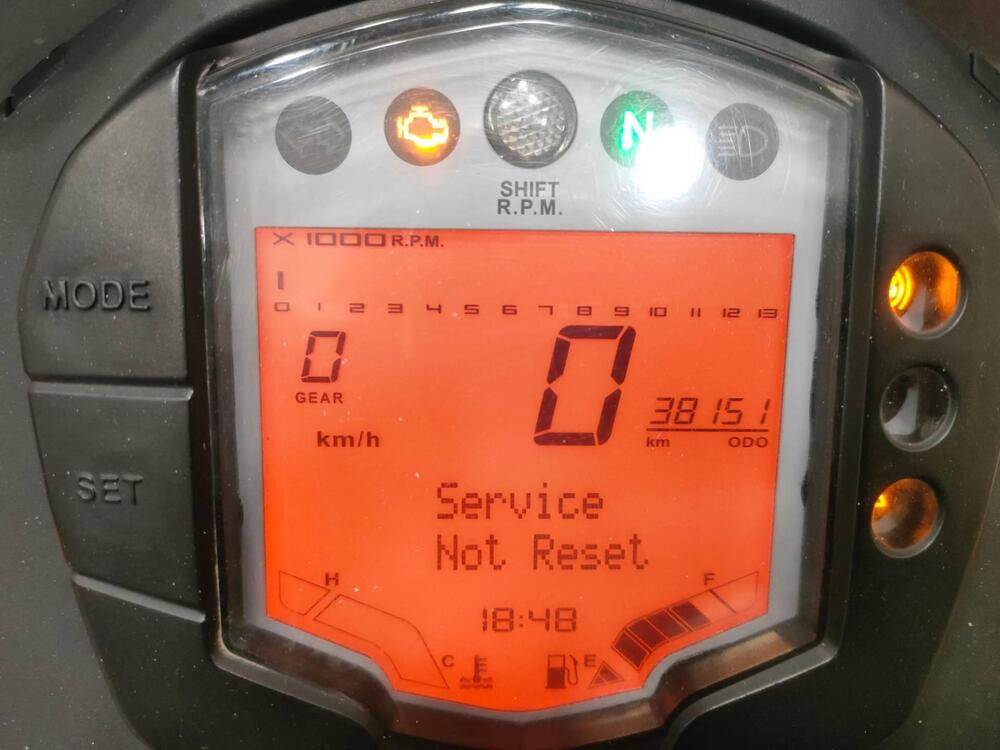 N
SHIFT
R.P.M.
X 1000 R.P.M.
0 1 2 3 4 5 6 7 8 9 10 11 12 13
MODE
0
GEAR
km/h
0
38151
km ODO
SET
Service
Not Reset
H
F
18:48
C
E